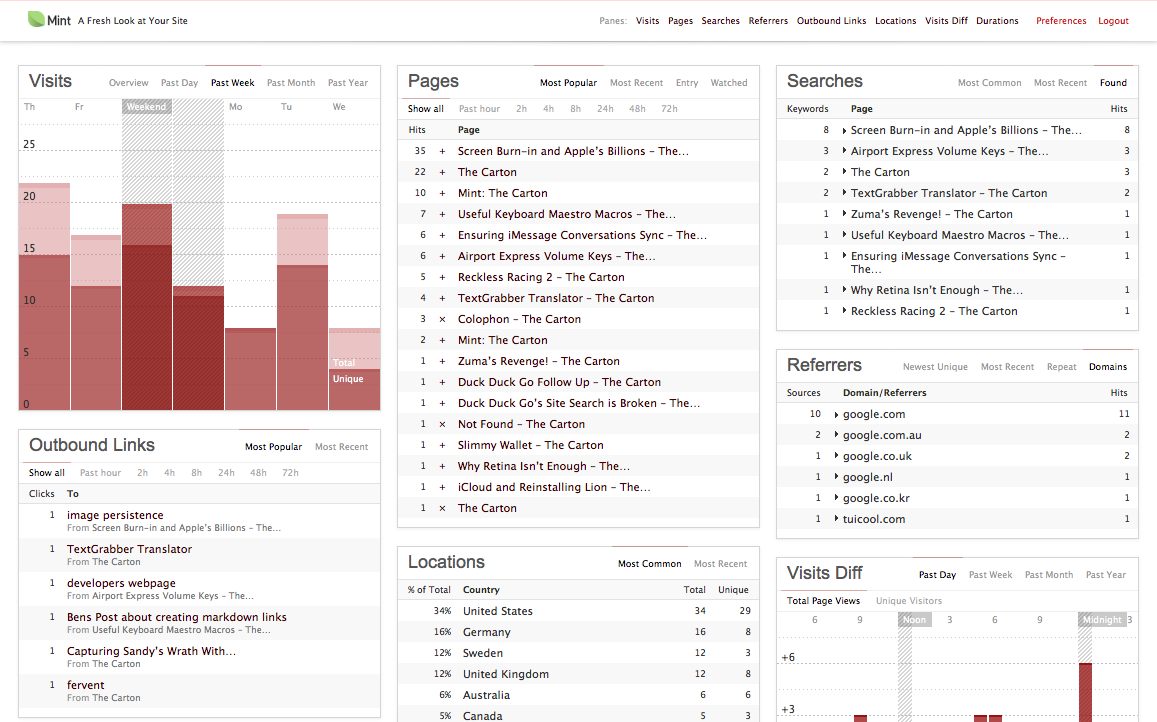 Mint A Fresh Look at Your Site
Panes: Visits Pages Searches Referrers Outbound Links Locations Visits Diff Durations Preferences Logout
Visits Overview Past Day Past Week Past Month Past Year
Th Fr Weekend Mo Tu We
25
20
15
10
5
0
Total
Unique
Outbound Links Most Popular Most Recent
Show all Past hour 2h 4h 8h 24h 48h 72h
Clicks To
1 image persistence
From Screen Burn-in and Apple's Billions – The…
1 TextGrabber Translator
From The Carton
1 developers webpage
From Airport Express Volume Keys – The…
1 Bens Post about creating markdown links
From Useful Keyboard Maestro Macros – The…
1 Capturing Sandy's Wrath With…
From The Carton
1 fervent
From The Carton
Pages Most Popular Most Recent Entry Watched
Show all Past hour 2h 4h 8h 24h 48h 72h
Hits Page
35 + Screen Burn-in and Apple's Billions – The…
22 + The Carton
10 + Mint: The Carton
7 + Useful Keyboard Maestro Macros – The…
6 + Ensuring iMessage Conversations Sync – The…
6 + Airport Express Volume Keys – The…
5 + Reckless Racing 2 – The Carton
4 + TextGrabber Translator – The Carton
3 × Colophon – The Carton
2 + Mint: The Carton
1 + Zuma's Revenge! – The Carton
1 + Duck Duck Go Follow Up – The Carton
1 + Duck Duck Go's Site Search is Broken – The…
1 × Not Found – The Carton
1 + Slimmy Wallet – The Carton
1 + Why Retina Isn't Enough – The…
1 + iCloud and Reinstalling Lion – The…
1 × The Carton
Locations Most Common Most Recent
% of Total Country Total Unique
34% United States 34 29
16% Germany 16 8
12% Sweden 12 3
12% United Kingdom 12 8
6% Australia 6 6
5% Canada 5 3
Searches Most Common Most Recent Found
Keywords Page Hits
8 Screen Burn-in and Apple's Billions – The… 8
3 Airport Express Volume Keys – The… 3
2 The Carton 3
2 TextGrabber Translator – The Carton 2
1 Zuma's Revenge! – The Carton 1
1 Useful Keyboard Maestro Macros – The… 1
1 Ensuring iMessage Conversations Sync – 1
The…
1 Why Retina Isn't Enough – The… 1
1 Reckless Racing 2 – The Carton 1
Referrers Newest Unique Most Recent Repeat Domains
Sources Domain/Referrers Hits
10 google.com 11
2 google.com.au 2
1 google.co.uk 2
1 google.nl 1
1 google.co.kr 1
1 tuicool.com 1
Visits Diff Past Day Past Week Past Month Past Year
Total Page Views Unique Visitors
6 9 Noon 3 6 9 Midnight 3
+6
+3